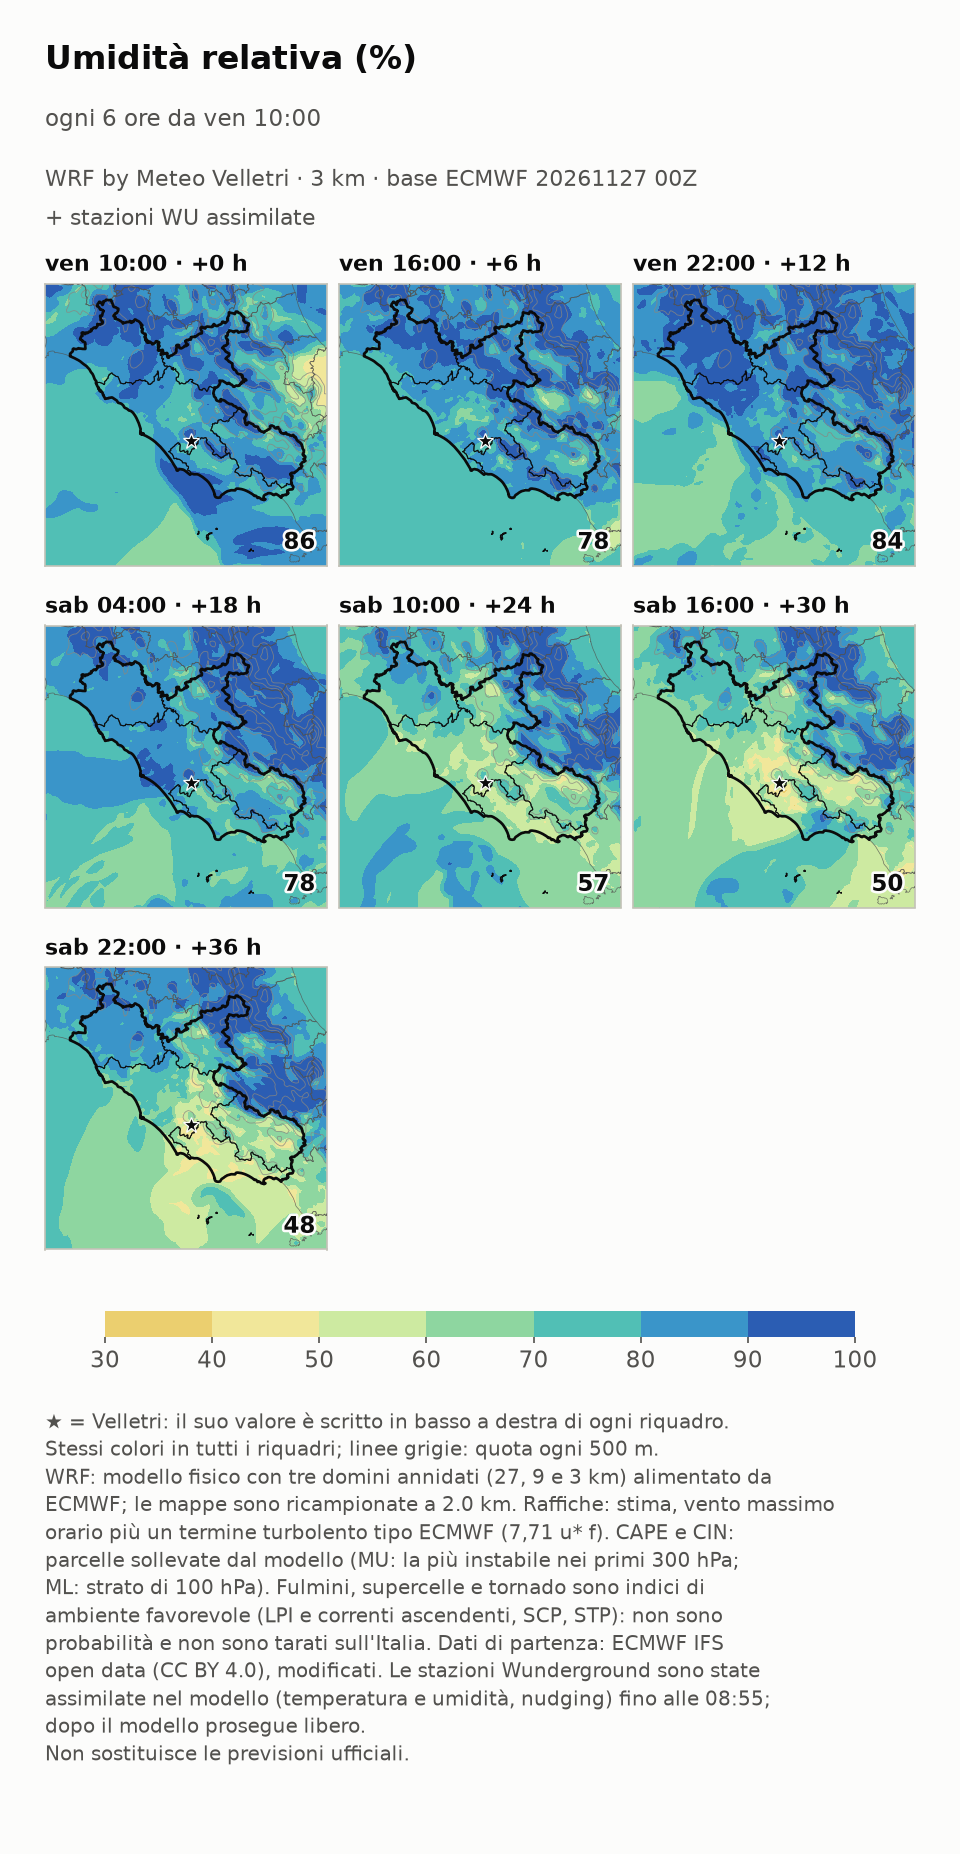 Umidità relativa (%)
ogni 6 ore da ven 10:00
WRF by Meteo Velletri · 3 km · base ECMWF 20261127 00Z
+ stazioni WU assimilate
ven 10:00 · +0 h
ven 16:00 · +6 h
ven 22:00 · +12 h
86
78
84
sab 04:00 · +18 h
sab 10:00 · +24 h
sab 16:00 · +30 h
78
57
50
sab 22:00 · +36 h
48
30 40 50 60 70 80 90 100
★ = Velletri: il suo valore è scritto in basso a destra di ogni riquadro.
Stessi colori in tutti i riquadri; linee grigie: quota ogni 500 m.
WRF: modello fisico con tre domini annidati (27, 9 e 3 km) alimentato da
ECMWF; le mappe sono ricampionate a 2.0 km. Raffiche: stima, vento massimo
orario più un termine turbolento tipo ECMWF (7,71 u* f). CAPE e CIN:
parcelle sollevate dal modello (MU: la più instabile nei primi 300 hPa;
ML: strato di 100 hPa). Fulmini, supercelle e tornado sono indici di
ambiente favorevole (LPI e correnti ascendenti, SCP, STP): non sono
probabilità e non sono tarati sull'Italia. Dati di partenza: ECMWF IFS
open data (CC BY 4.0), modificati. Le stazioni Wunderground sono state
assimilate nel modello (temperatura e umidità, nudging) fino alle 08:55;
dopo il modello prosegue libero.
Non sostituisce le previsioni ufficiali.